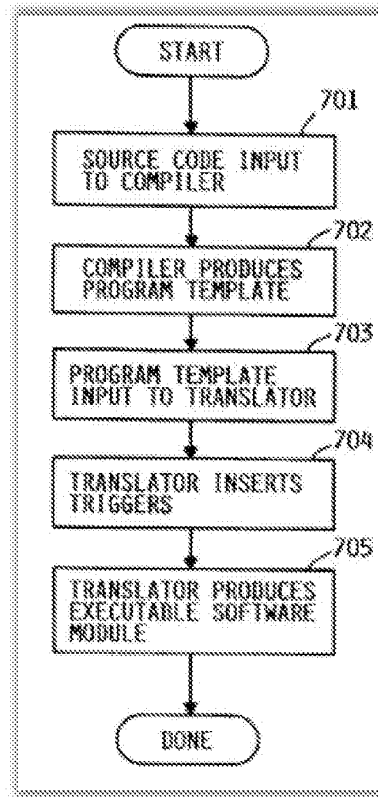 START
701
SOURCE CODE INPUT
TO COMPILER
702
COMPILER PRODUCES
PROGRAM TEMPLATE
703
PROGRAM TEMPLATE
INPUT TO TRANSLATOR
704
TRANSLATOR INSERTS
TRIGGERS
705
TRANSLATOR PRODUCES
EXECUTABLE SOFTWARE
MODULE
DONE